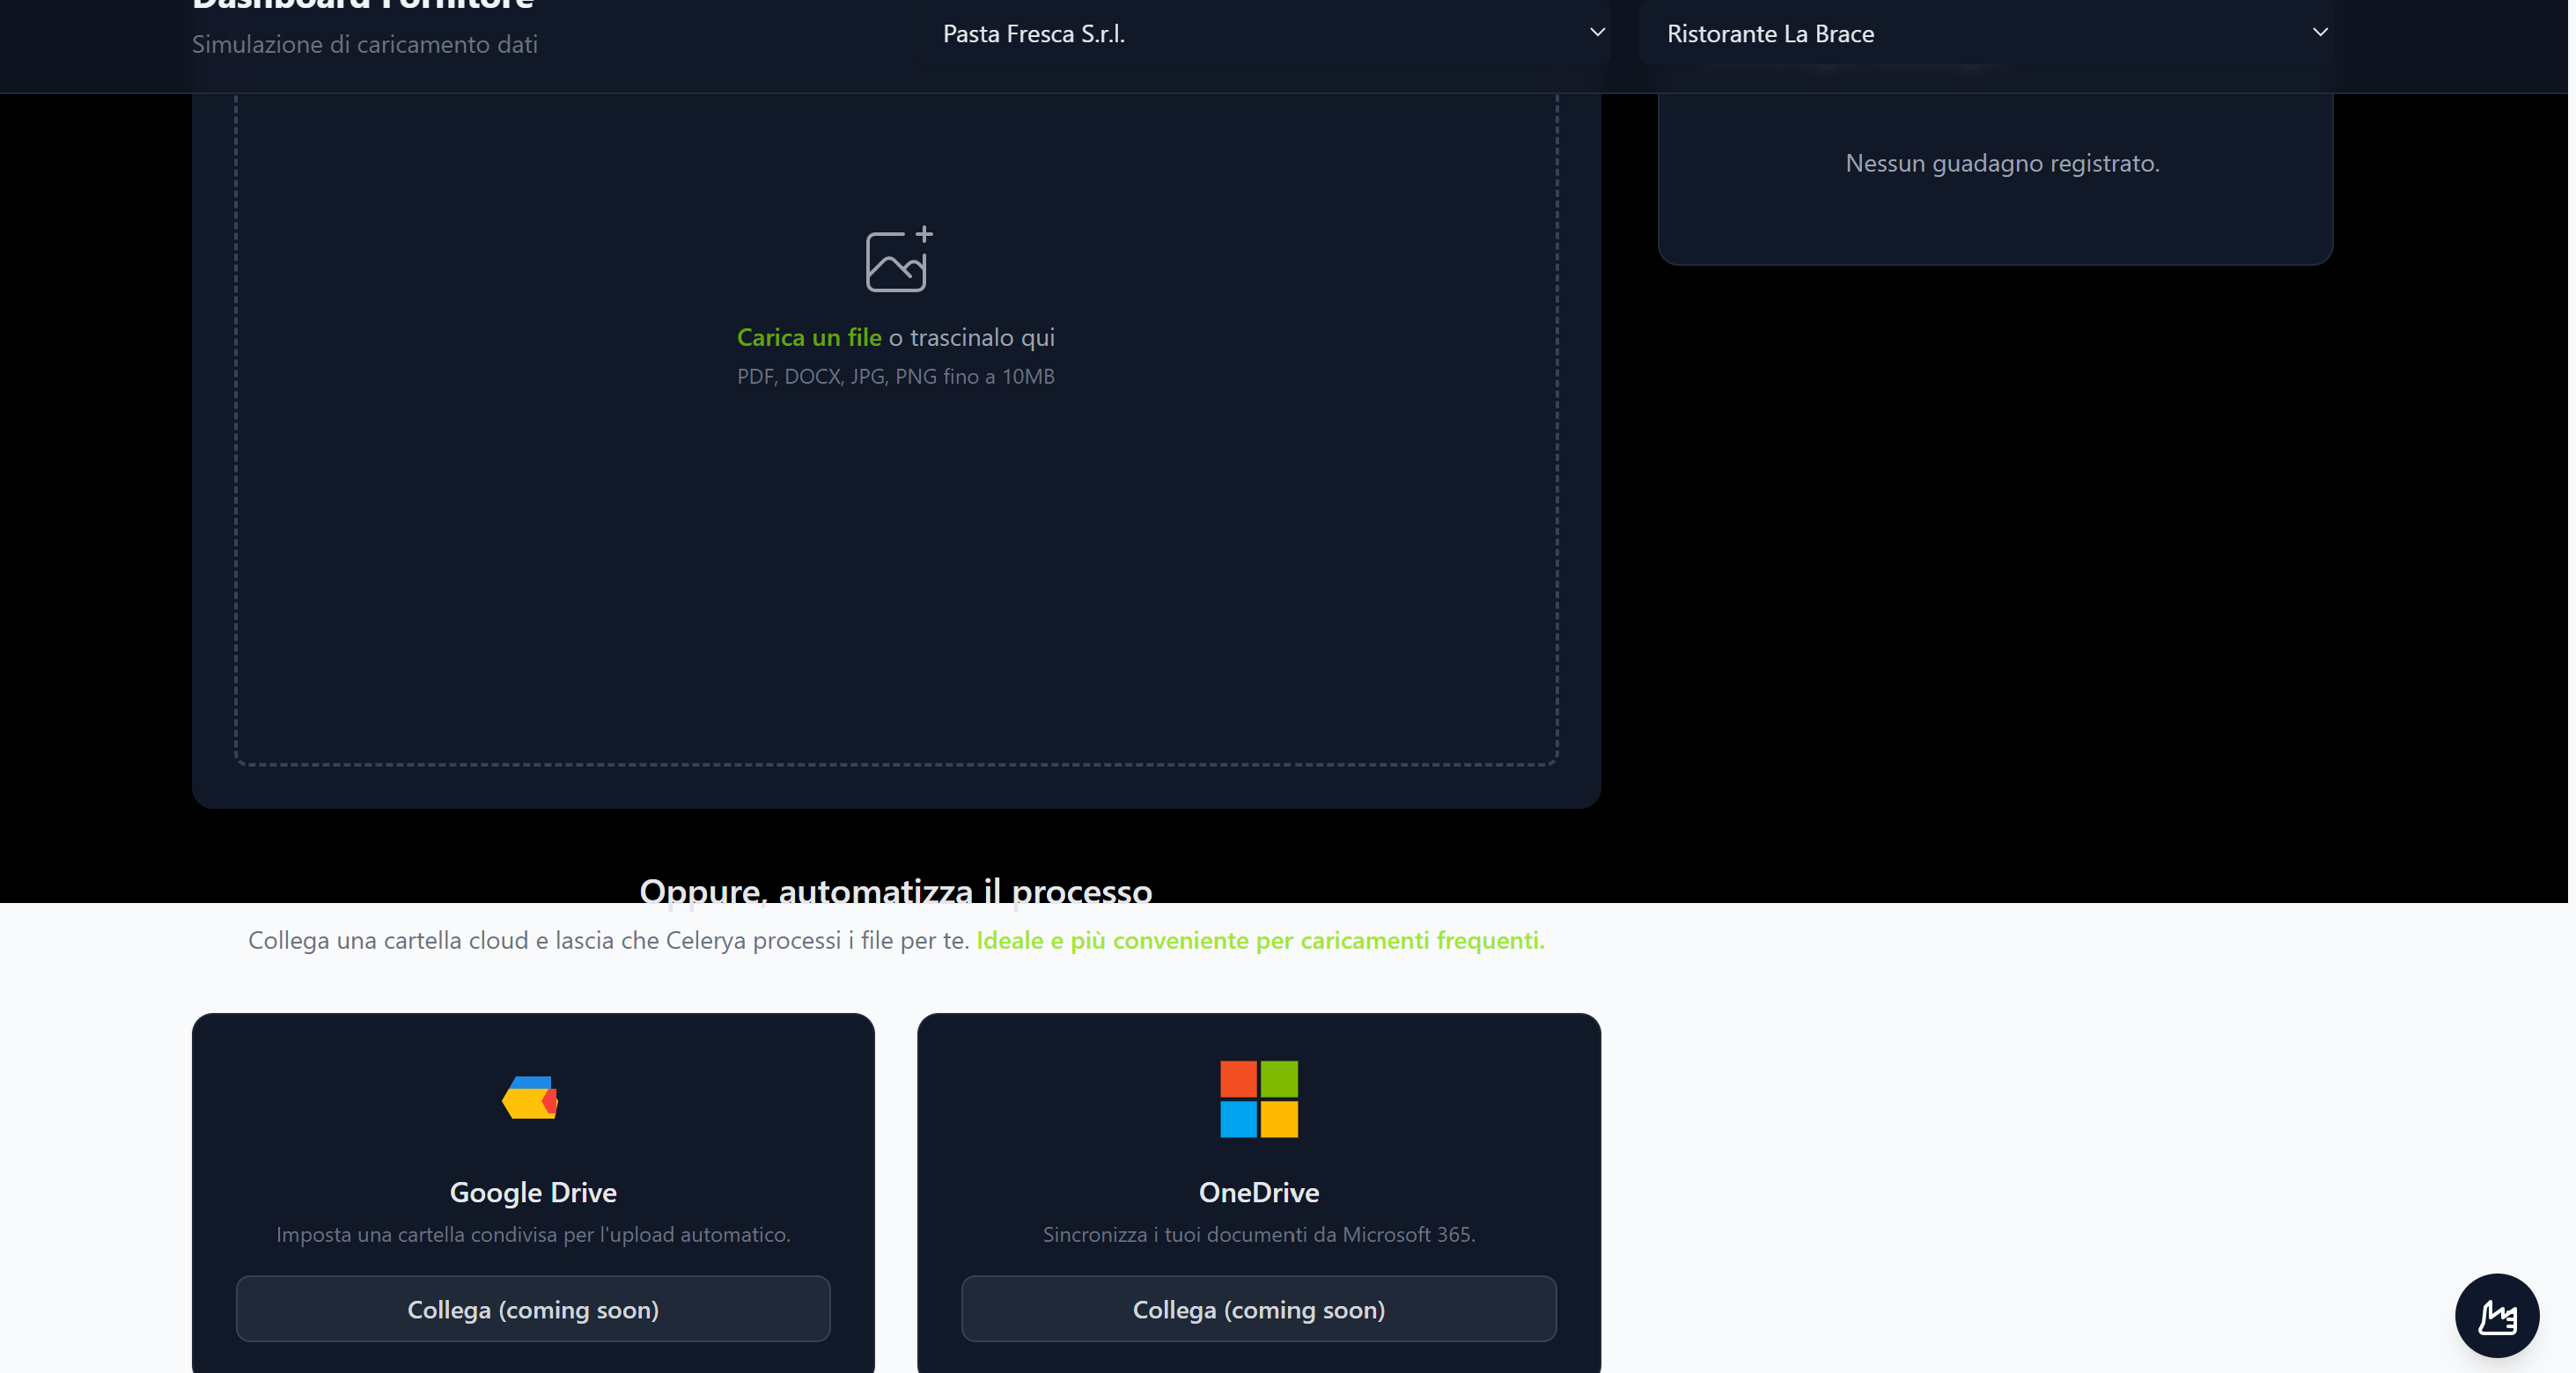 Dashboard Fornitore
Simulazione di caricamento dati
Pasta Fresca S.r.l.
Ristorante La Brace
Nessun guadagno registrato.
Carica un file o trascinalo qui
PDF, DOCX, JPG, PNG fino a 10MB
Oppure, automatizza il processo
Collega una cartella cloud e lascia che Celerya processi i file per te. Ideale e più conveniente per caricamenti frequenti.
Google Drive
Imposta una cartella condivisa per l'upload automatico.
Collega (coming soon)
OneDrive
Sincronizza i tuoi documenti da Microsoft 365.
Collega (coming soon)